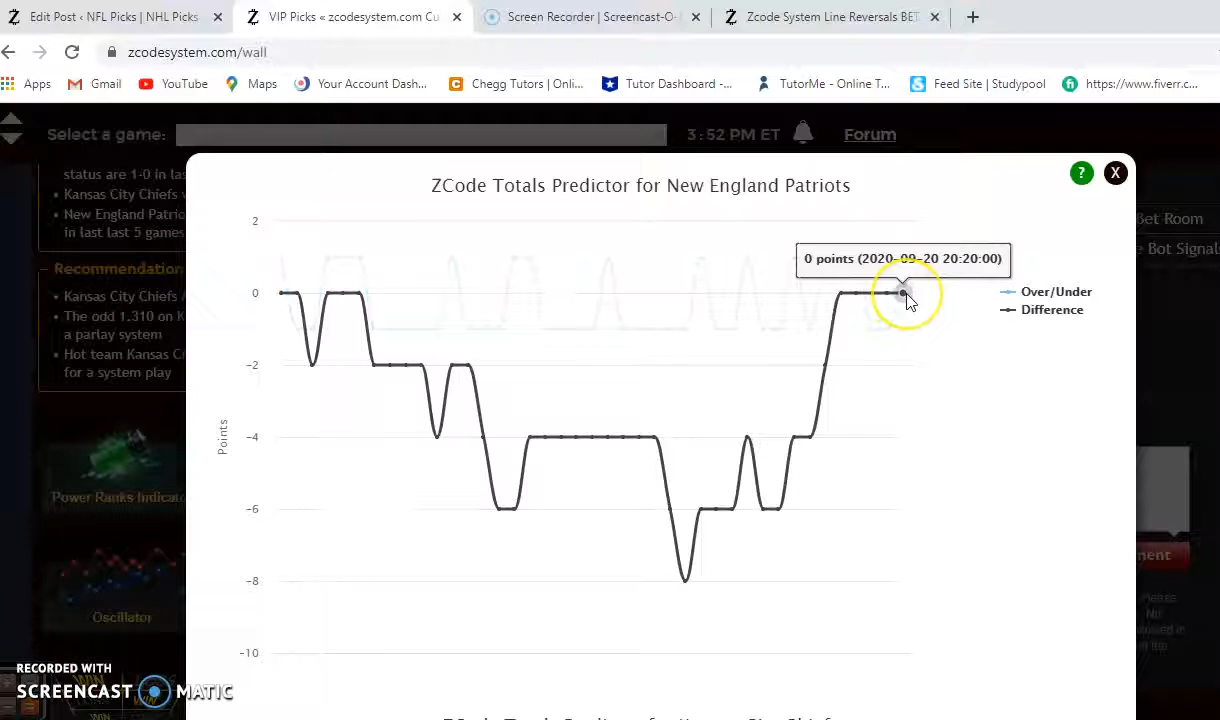 Edit Post ‹ NFL Picks | NHL Picks
VIP Picks « zcodesystem.com Cu
Screen Recorder | Screencast-O-
Zcode System Line Reversals BET
zcodesystem.com/wall
Apps
Gmail
YouTube
Maps
Your Account Dash...
Chegg Tutors | Onli...
Tutor Dashboard -...
TutorMe - Online T...
Feed Site | Studypool
https://www.fiverr.c...
Select a game:
3:52 PM ET
Forum
status are 1-0 in las
Kansas City Chiefs
New England Patrio
in last last 5 games
Recommendation
Kansas City Chiefs
The odd 1.310 on K
a parlay system
Hot team Kansas C
for a system play
Power Ranks Indicat
Oscillator
Bet Room
e Bot Signals
ZCode Totals Predictor for New England Patriots
?
X
0 points (2020-09-20 20:20:00)
Over/Under
Difference
Points
2
0
-2
-4
-6
-8
-10
RECORDED WITH
SCREENCAST MATIC
WIN